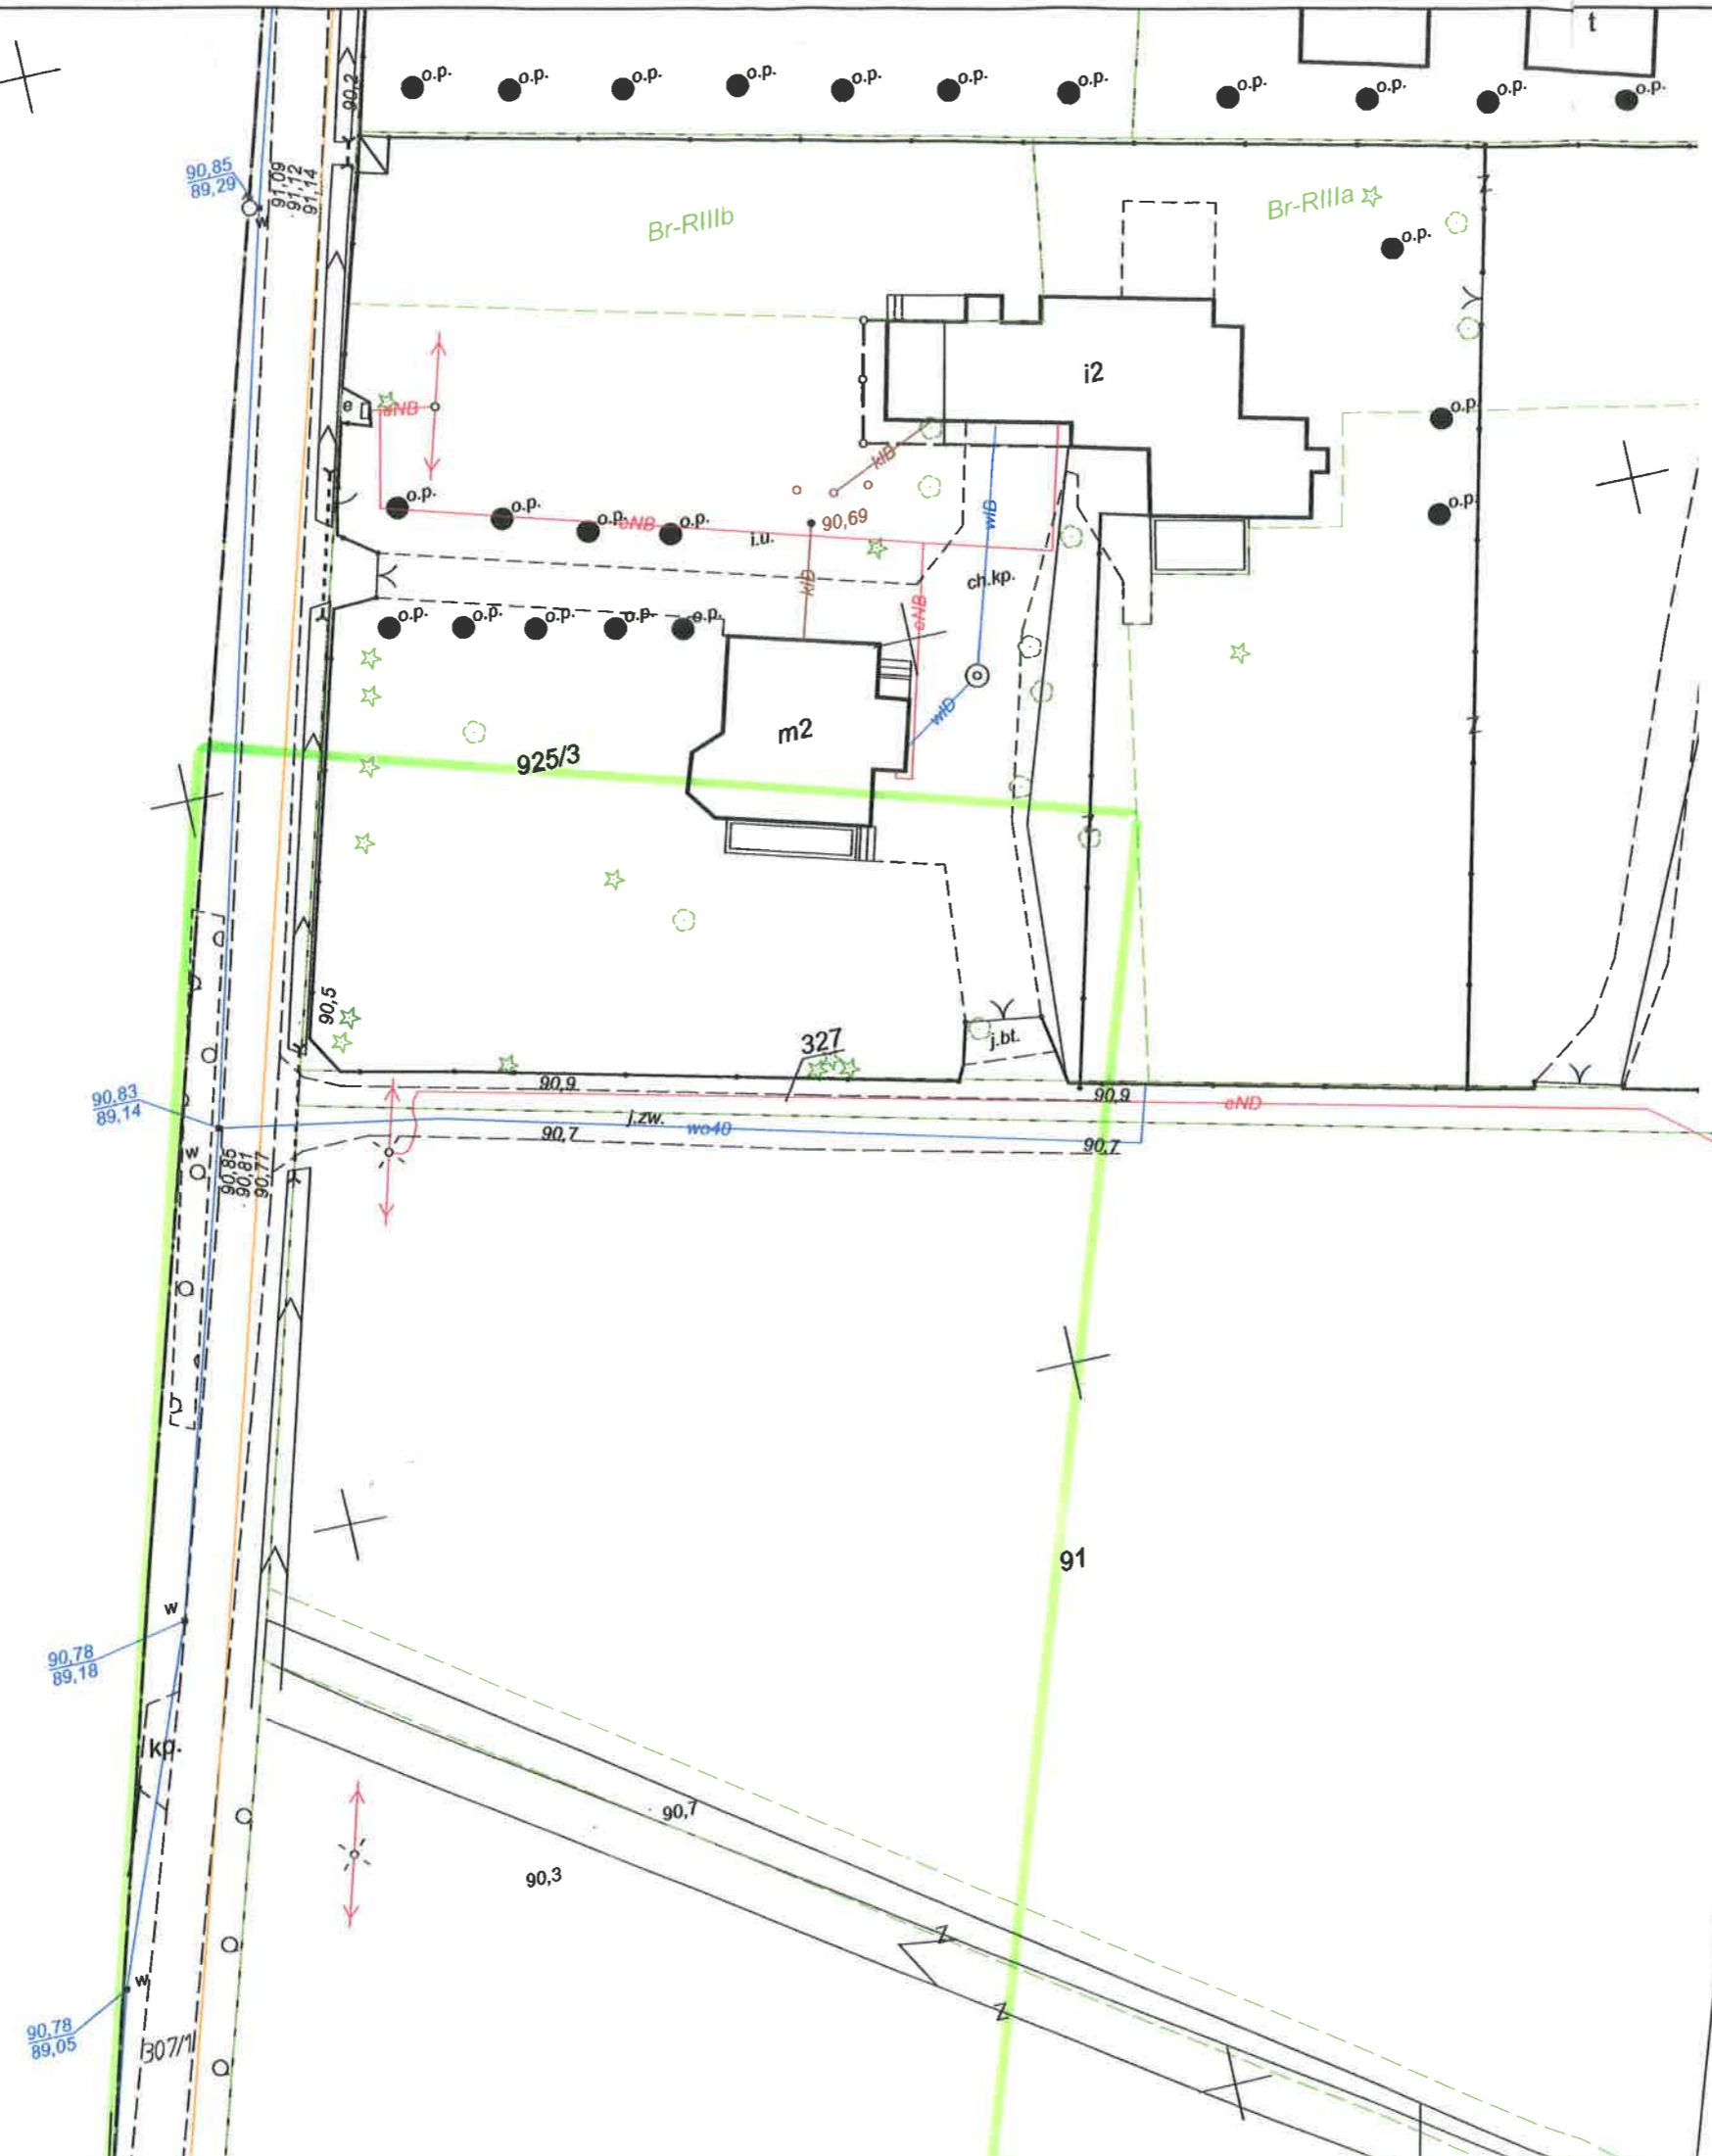 t
o.p.
o.p.
o.p.
o.p.
o.p.
o.p.
o.p.
o.p.
o.p.
o.p.
o.p.
90,2
90,85
89,29
w
91,09
91,12
91,14
Br-RIIIb
Br-RIIIa
o.p.
i2
e
eNB
o.p.
o.p.
o.p.
o.p.
o.p.
o.p.
eNB
klB
90,69
i.u.
wlD
ch.kp.
klD
eNB
o.p.
o.p.
o.p.
o.p.
o.p.
m2
wlD
925/3
90,5
327
j.bt.
90,9
90,9
90,83
89,14
j.zw.
wo40
eND
90,7
90,7
w
90,85
90,81
90,77
91
w
90,78
89,18
kp.
90,7
90,3
w
90,78
89,05
307/1